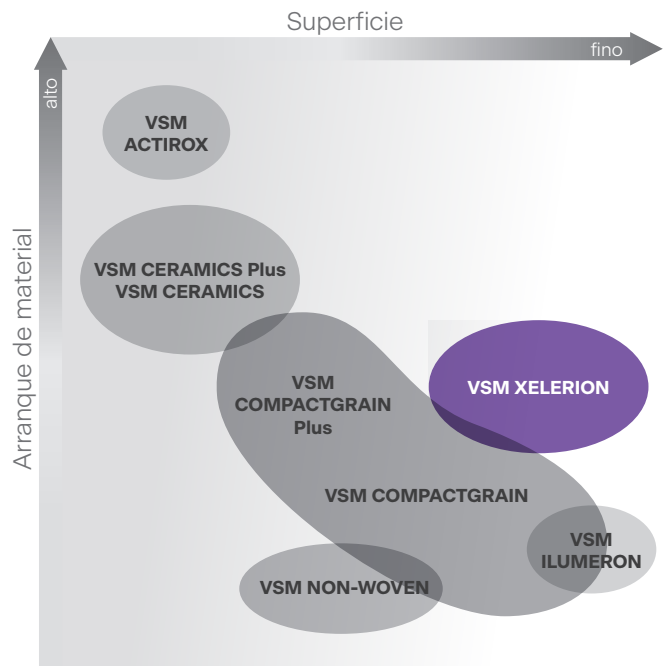 Superficie
fino
alto
Arranque de material
VSM
ACTIROX
VSM CERAMICS Plus
VSM CERAMICS
VSM
COMPACTGRAIN
Plus
VSM XELERION
VSM COMPACTGRAIN
VSM
ILUMERON
VSM NON-WOVEN